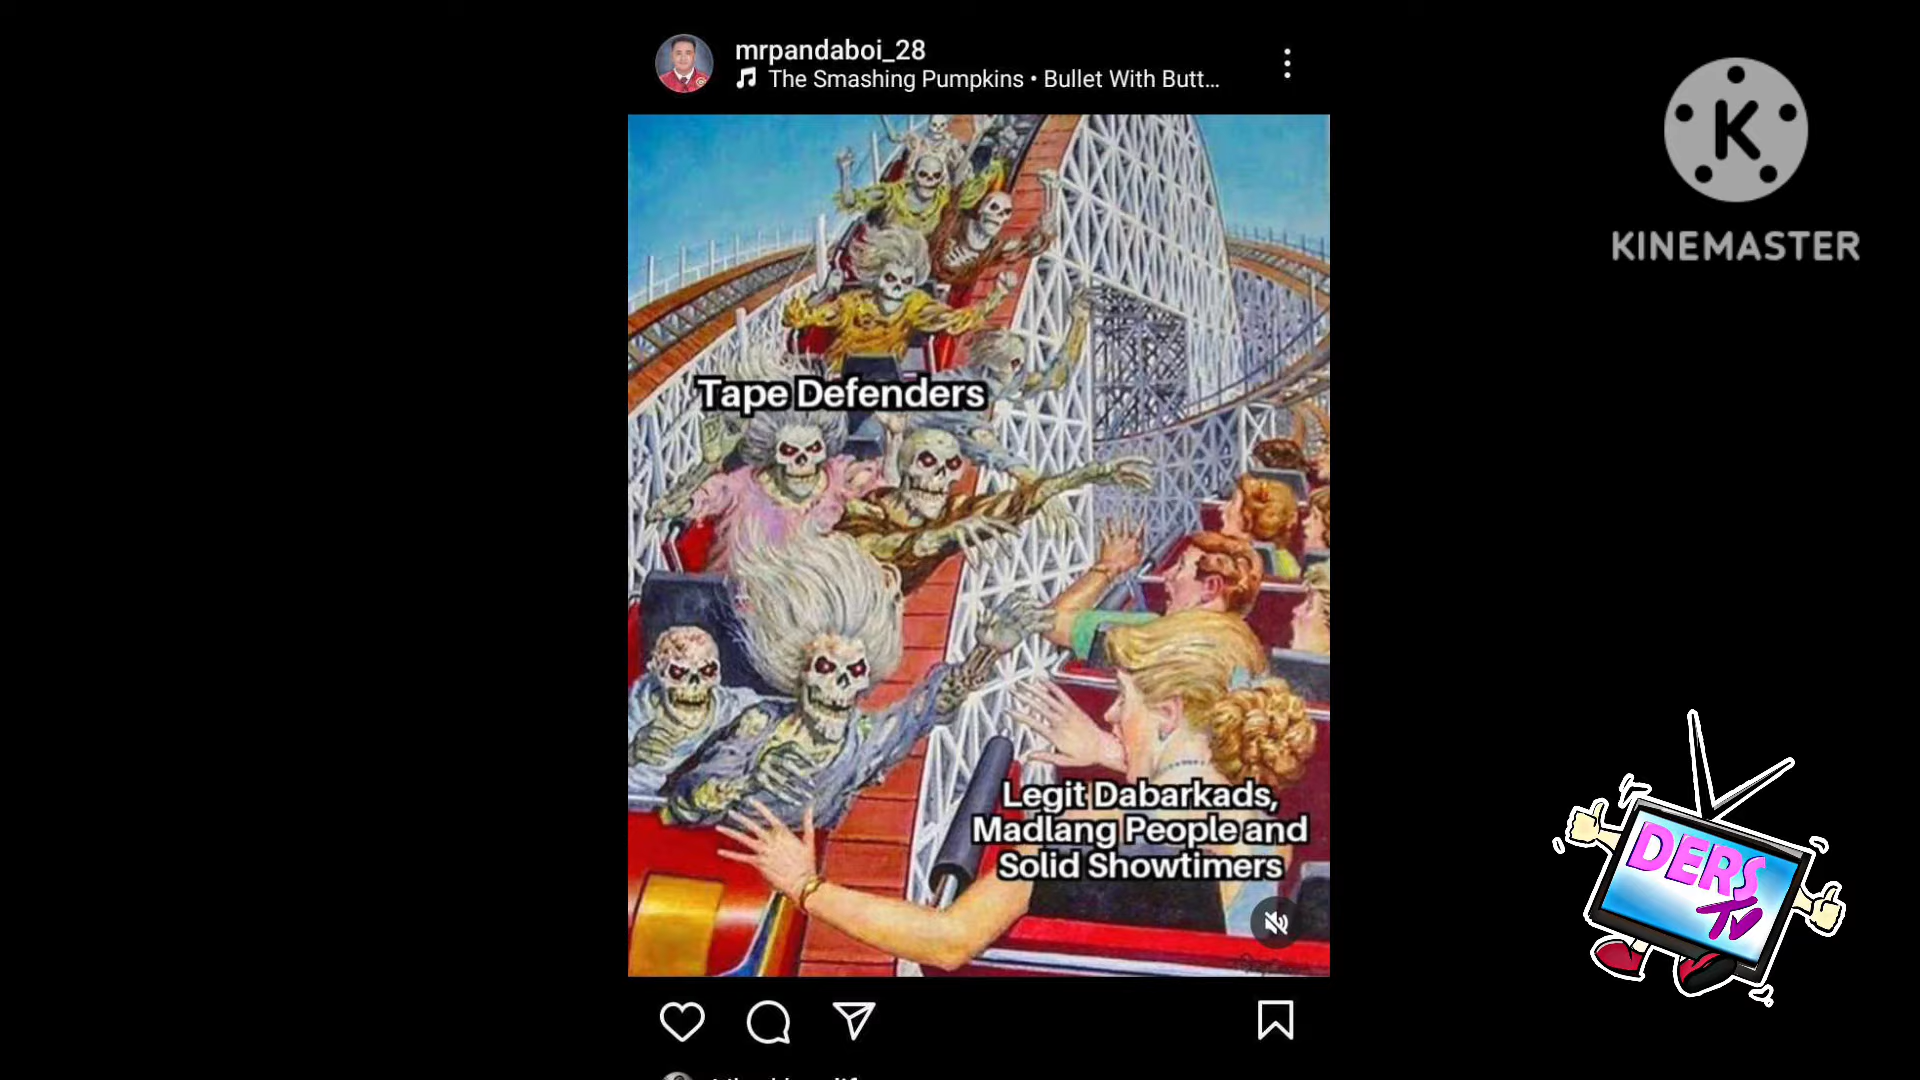 mrpandaboi_28
The Smashing Pumpkins • Bullet With Butt...
K
KINEMASTER
Tape Defenders
Legit Dabarkads,
Madlang People and
Solid Showtimers
DERS
TV